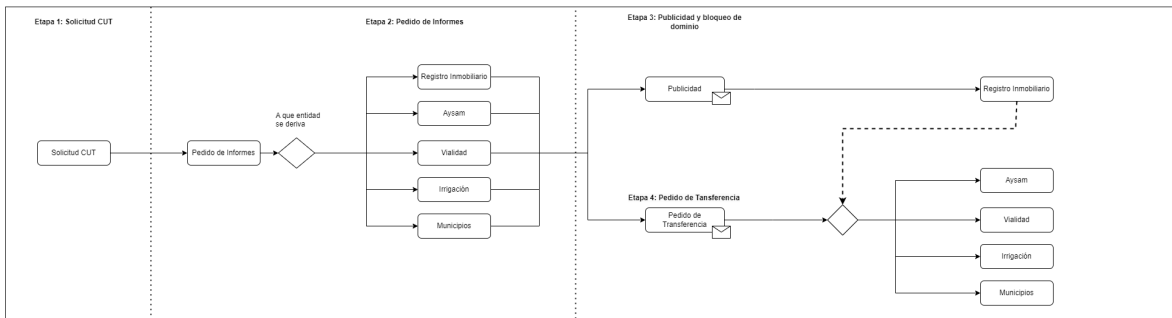 Etapa 1: Solicitud CUT
Etapa 2: Pedido de Informes
Etapa 3: Publicidad y bloqueo de
dominio
Solicitud CUT
Pedido de Informes
A que entidad
se deriva
Registro Inmobiliario
Aysam
Vialidad
Irrigación
Municipios
Publicidad
Registro Inmobiliario
Etapa 4: Pedido de Tansferencia
Pedido de
Transferencia
Aysam
Vialidad
Irrigación
Municipios